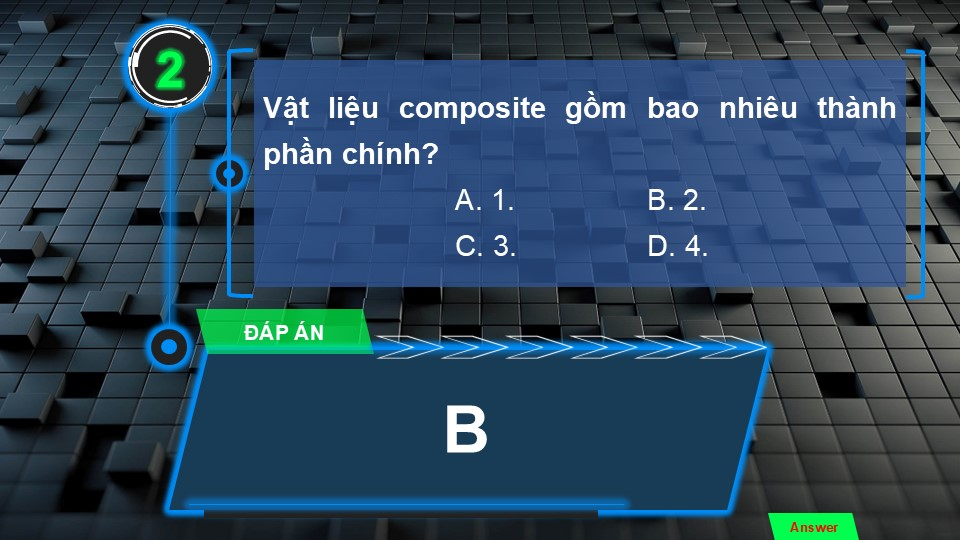 2
Vật liệu composite gồm bao nhiêu thành
phần chính?
A. 1. B. 2.
C. 3. D. 4.
ĐÁP ÁN
B
Answer